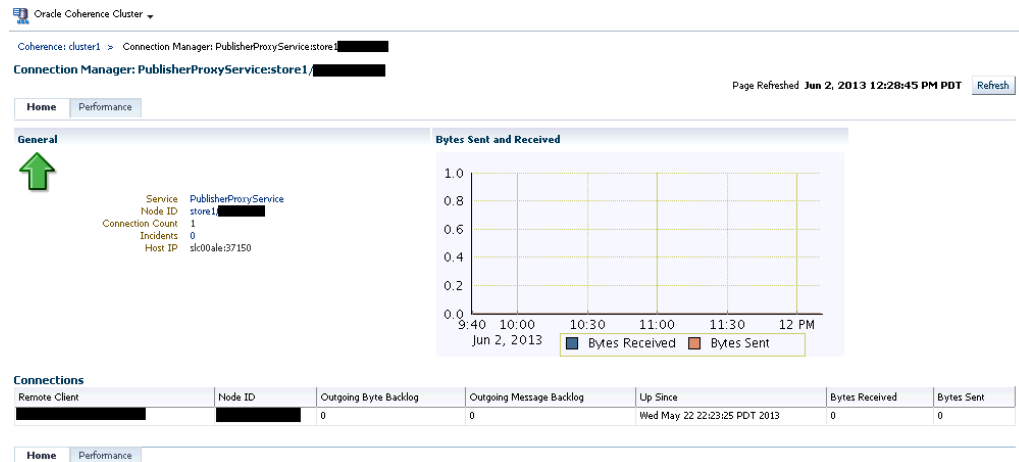 Oracle Coherence Cluster
Coherence: cluster1 > Connection Manager: PublisherProxyService:store1
Connection Manager: PublisherProxyService:store1/
Page Refreshed Jun 2, 2013 12:28:45 PM PDT Refresh
Home Performance
General
Service PublisherProxyService
Node ID store1/
Connection Count 1
Incidents 0
Host IP slc00ale:37150
Bytes Sent and Received
1.0
0.8
0.6
0.4
0.2
0.0
9:40 10:00 10:30 11:00 11:30 12 PM
Jun 2, 2013
Bytes Received Bytes Sent
Connections
Remote Client Node ID Outgoing Byte Backlog Outgoing Message Backlog Up Since Bytes Received Bytes Sent
0 0 Wed May 22 22:23:25 PDT 2013 0 0
Home Performance